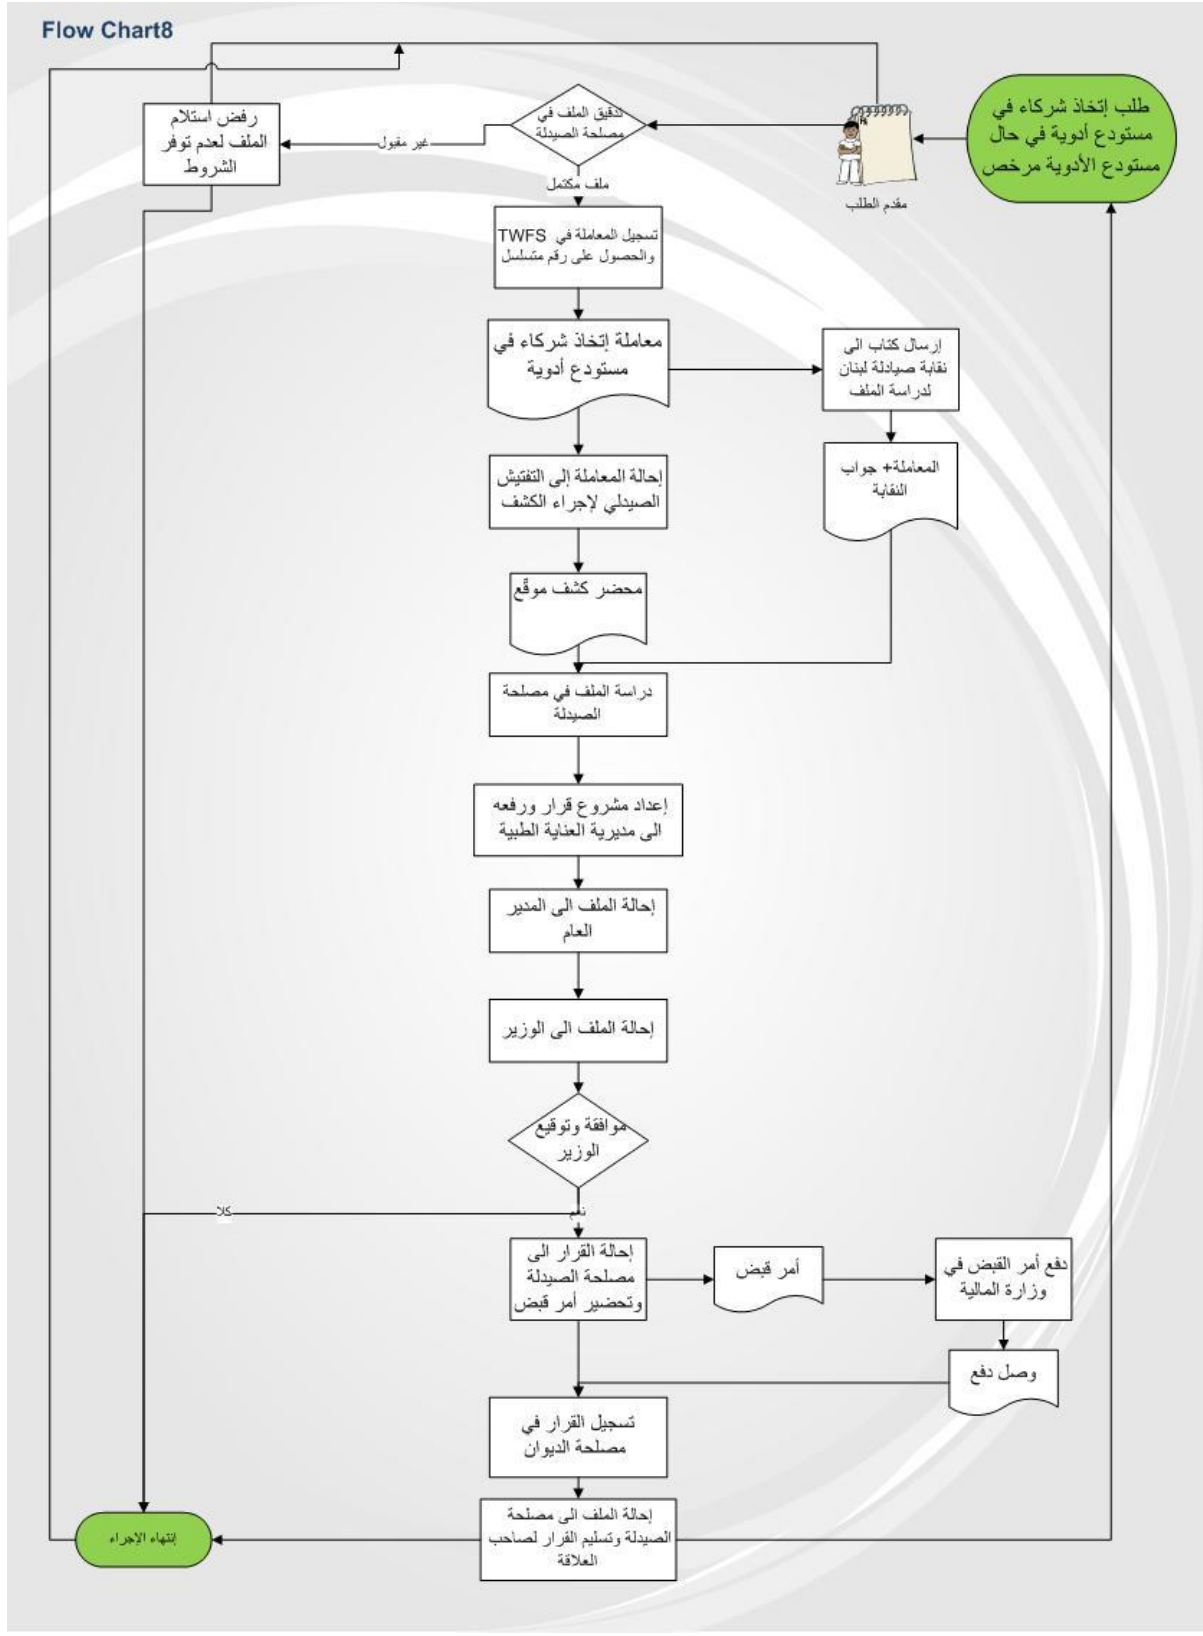 Flow Chart8
طلب إتخاذ شركاء في
مستودع أدوية في حال
مستودع الأدوية مرخص
مقدم الطلب
تدقيق الملف في
مصلحة الصيدلة
غير مقبول
رفض استلام
الملف لعدم توفر
الشروط
ملف مكتمل
تسجيل المعاملة في TWFS
والحصول على رقم متسلسل
معاملة إتخاذ شركاء في
مستودع أدوية
إرسال كتاب الى
نقابة صيادلة لبنان
لدراسة الملف
المعاملة+ جواب
النقابة
إحالة المعاملة إلى التفتيش
الصيدلي لإجراء الكشف
محضر كشف موقّع
دراسة الملف في مصلحة
الصيدلة
إعداد مشروع قرار ورفعه
الى مديرية العناية الطبية
إحالة الملف الى المدير
العام
إحالة الملف الى الوزير
موافقة وتوقيع
الوزير
كلا
نعم
إحالة القرار الى
مصلحة الصيدلة
وتحضير أمر قبض
أمر قبض
دفع أمر القبض في
وزارة المالية
وصل دفع
تسجيل القرار في
مصلحة الديوان
إحالة الملف الى مصلحة
الصيدلة وتسليم القرار لصاحب
العلاقة
إنتهاء الإجراء